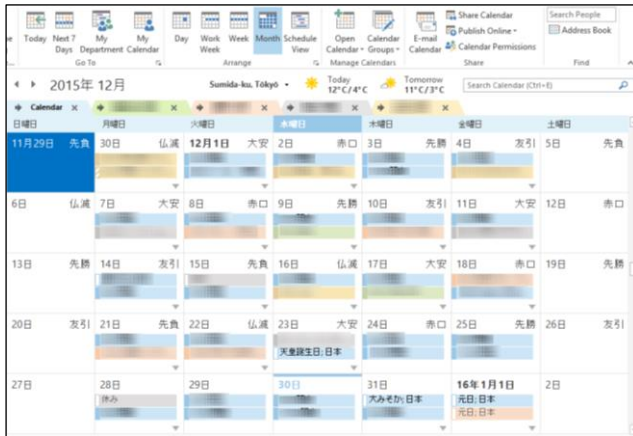 Today Next 7 Days My Department My Calendar Day Work Week Week Month Schedule View Open Calendar Calendar Groups E-mail Calendar Share Calendar Publish Online Calendar Permissions Search People Address Book
Go To Arrange Manage Calendars Share Find
2015年 12月 Sumida-ku, Tōkyō Today 12°C/4°C Tomorrow 11°C/3°C Search Calendar (Ctrl+E)
Calendar
日曜日 月曜日 火曜日 水曜日 木曜日 金曜日 土曜日
11月29日 先負 30日 仏滅 12月1日 大安 2日 赤口 3日 先勝 4日 友引 5日 先負
6日 仏滅 7日 大安 8日 赤口 9日 先勝 10日 友引 11日 大安 12日 赤口
13日 先勝 14日 友引 15日 先負 16日 仏滅 17日 大安 18日 赤口 19日 先勝
20日 友引 21日 先負 22日 仏滅 23日 大安 24日 赤口 25日 先勝 26日 友引
天皇誕生日; 日本
27日 28日 29日 30日 31日 16年1月1日 2日
休み 大みそか; 日本 元日; 日本
元日; 日本